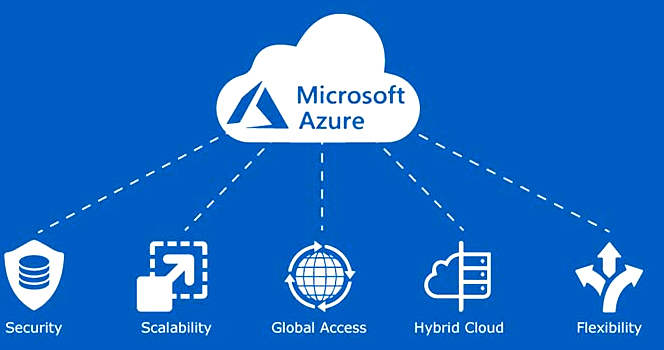 Microsoft
Azure
Security
Scalability
Global Access
Hybrid Cloud
Flexibility